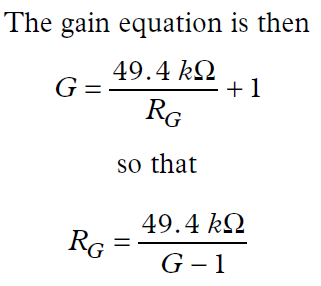 The gain equation is then
G = 49.4 kΩ / R_G + 1
so that
R_G = 49.4 kΩ / G – 1